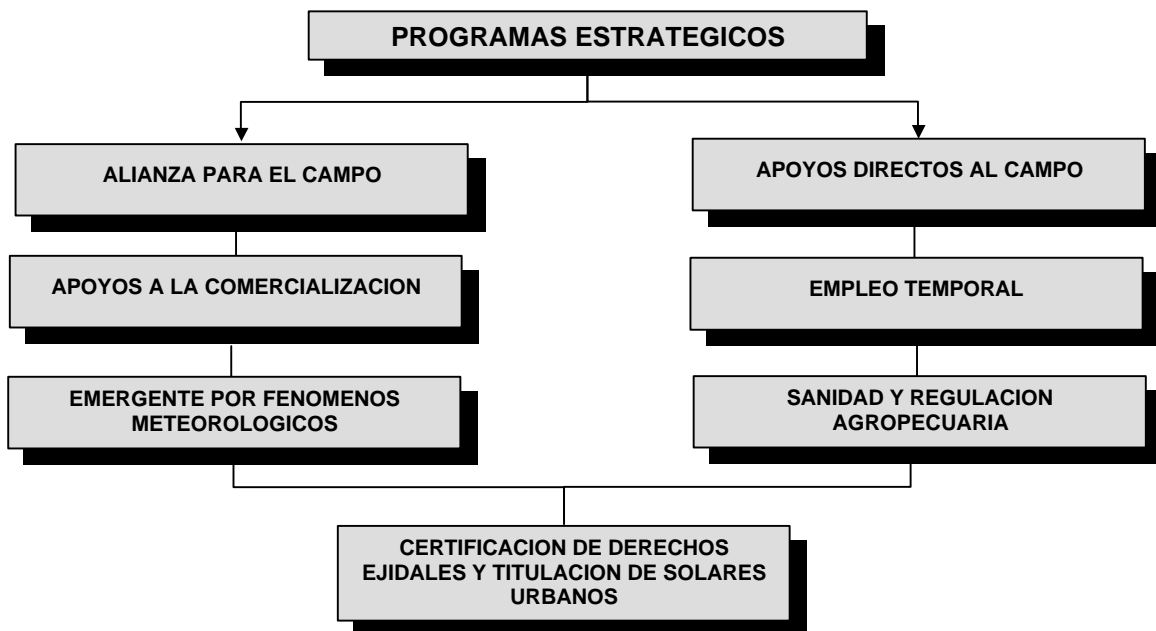 PROGRAMAS ESTRATEGICOS
ALIANZA PARA EL CAMPO
APOYOS DIRECTOS AL CAMPO
APOYOS A LA COMERCIALIZACION
EMPLEO TEMPORAL
EMERGENTE POR FENOMENOS
METEOROLOGICOS
SANIDAD Y REGULACION
AGROPECUARIA
CERTIFICACION DE DERECHOS
EJIDALES Y TITULACION DE SOLARES
URBANOS